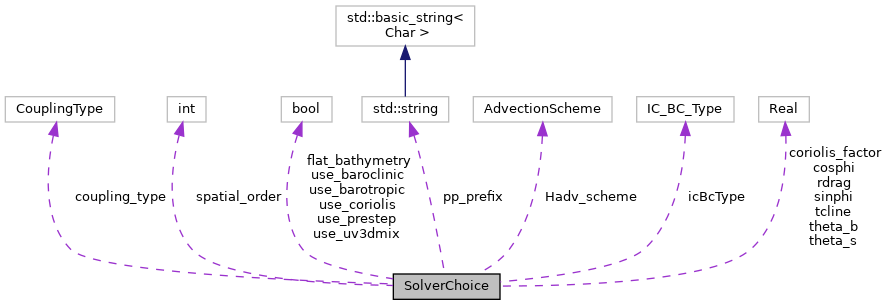 std::basic_string<
Char >
CouplingType
int
bool
std::string
AdvectionScheme
IC_BC_Type
Real
coupling_type
spatial_order
flat_bathymetry
use_baroclinic
use_barotropic
use_coriolis
use_prestep
use_uv3dmix
pp_prefix
Hadv_scheme
icBcType
coriolis_factor
cosphi
rdrag
sinphi
tcline
theta_b
theta_s
SolverChoice